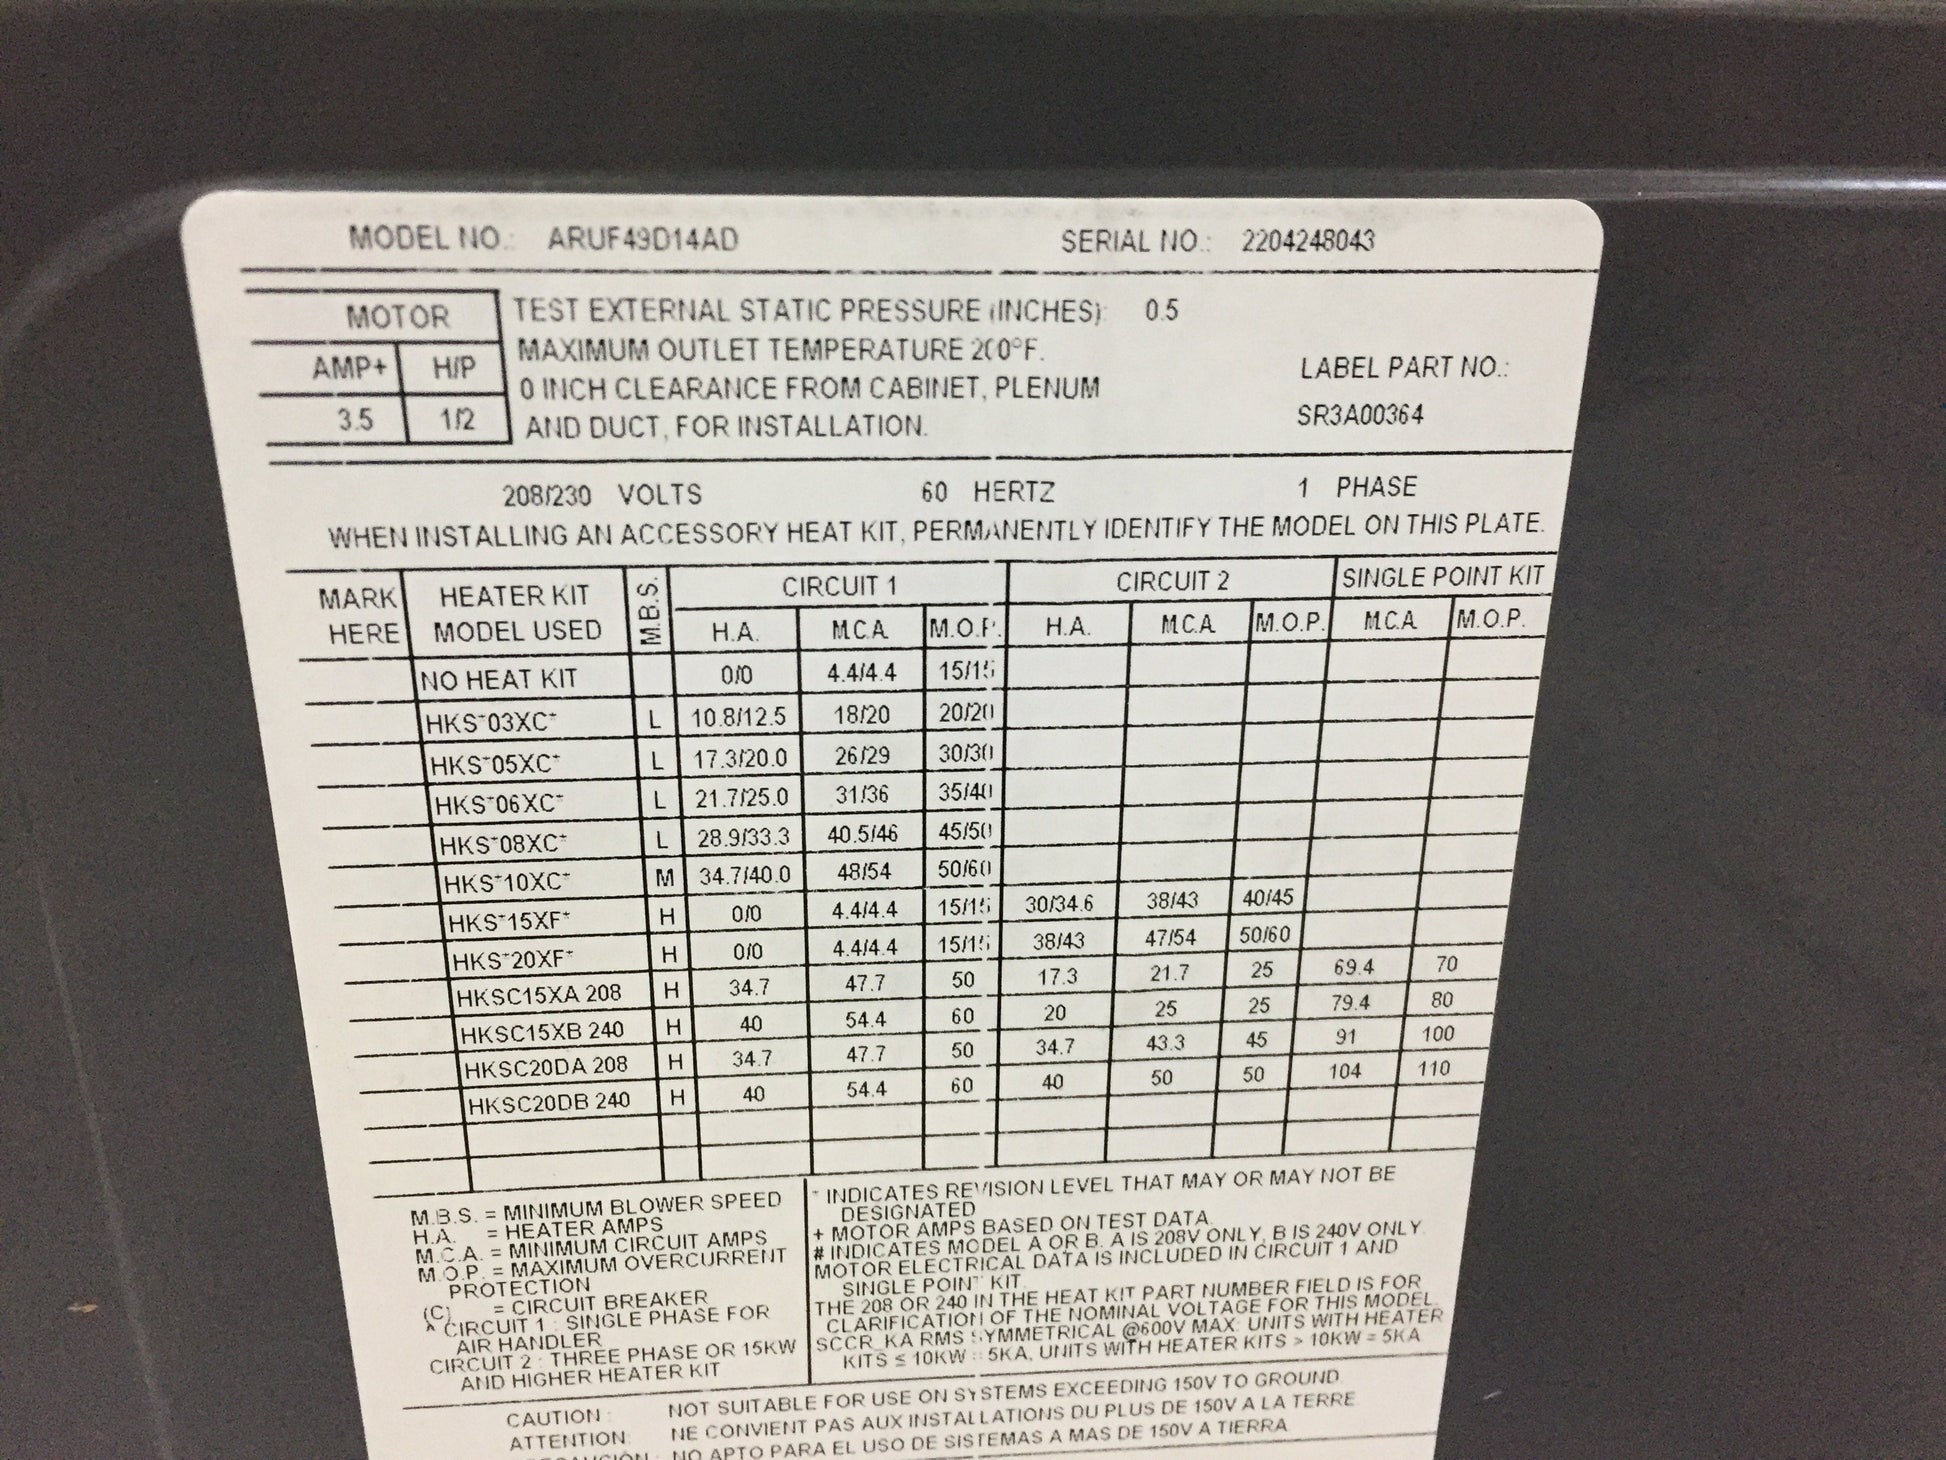 MODEL NO.: ARUF49D14AD SERIAL NO.: 2204248043
MOTOR
AMP+ H/P
3.5 1/2
TEST EXTERNAL STATIC PRESSURE (INCHES): 0.5
MAXIMUM OUTLET TEMPERATURE 200°F.
0 INCH CLEARANCE FROM CABINET, PLENUM
AND DUCT, FOR INSTALLATION.
LABEL PART NO.:
SR3A00364
208/230 VOLTS 60 HERTZ 1 PHASE
WHEN INSTALLING AN ACCESSORY HEAT KIT, PERMANENTLY IDENTIFY THE MODEL ON THIS PLATE.
MARK HERE HEATER KIT MODEL USED M.B.S. CIRCUIT 1 CIRCUIT 2 SINGLE POINT KIT
H.A. M.C.A. M.O.P. H.A. M.C.A. M.O.P. M.C.A. M.O.P.
NO HEAT KIT 0/0 4.4/4.4 15/15
HKS*03XC* L 10.8/12.5 18/20 20/20
HKS*05XC* L 17.3/20.0 26/29 30/30
HKS*06XC* L 21.7/25.0 31/36 35/40
HKS*08XC* L 28.9/33.3 40.5/46 45/50
HKS*10XC* M 34.7/40.0 48/54 50/60
HKS*15XF* H 0/0 4.4/4.4 15/15 30/34.6 38/43 40/45
HKS*20XF* H 0/0 4.4/4.4 15/15 38/43 47/54 50/60
HKSC15XA 208 H 34.7 47.7 50 17.3 21.7 25 69.4 70
HKSC15XB 240 H 40 54.4 60 20 25 25 79.4 80
HKSC20DA 208 H 34.7 47.7 50 34.7 43.3 45 91 100
HKSC20DB 240 H 40 54.4 60 40 50 50 104 110
M.B.S. = MINIMUM BLOWER SPEED
H.A. = HEATER AMPS
M.C.A. = MINIMUM CIRCUIT AMPS
M.O.P. = MAXIMUM OVERCURRENT
PROTECTION
(C) = CIRCUIT BREAKER
^ CIRCUIT 1 : SINGLE PHASE FOR
AIR HANDLER
CIRCUIT 2 : THREE PHASE OR 15KW
AND HIGHER HEATER KIT
* INDICATES REVISION LEVEL THAT MAY OR MAY NOT BE
DESIGNATED
+ MOTOR AMPS BASED ON TEST DATA.
# INDICATES MODEL A OR B. A IS 208V ONLY, B IS 240V ONLY
MOTOR ELECTRICAL DATA IS INCLUDED IN CIRCUIT 1 AND
SINGLE POINT KIT.
THE 208 OR 240 IN THE HEAT KIT PART NUMBER FIELD IS FOR
CLARIFICATION OF THE NOMINAL VOLTAGE FOR THIS MODEL.
SCCR KA RMS SYMMETRICAL @600V MAX: UNITS WITH HEATER
KITS ≤ 10KW = 5KA, UNITS WITH HEATER KITS > 10KW = 5KA
CAUTION : NOT SUITABLE FOR USE ON SYSTEMS EXCEEDING 150V TO GROUND.
ATTENTION: NE CONVIENT PAS AUX INSTALLATIONS DU PLUS DE 150V A LA TERRE
NO APTO PARA EL USO DE SISTEMAS A MAS DE 150V A TIERRA.